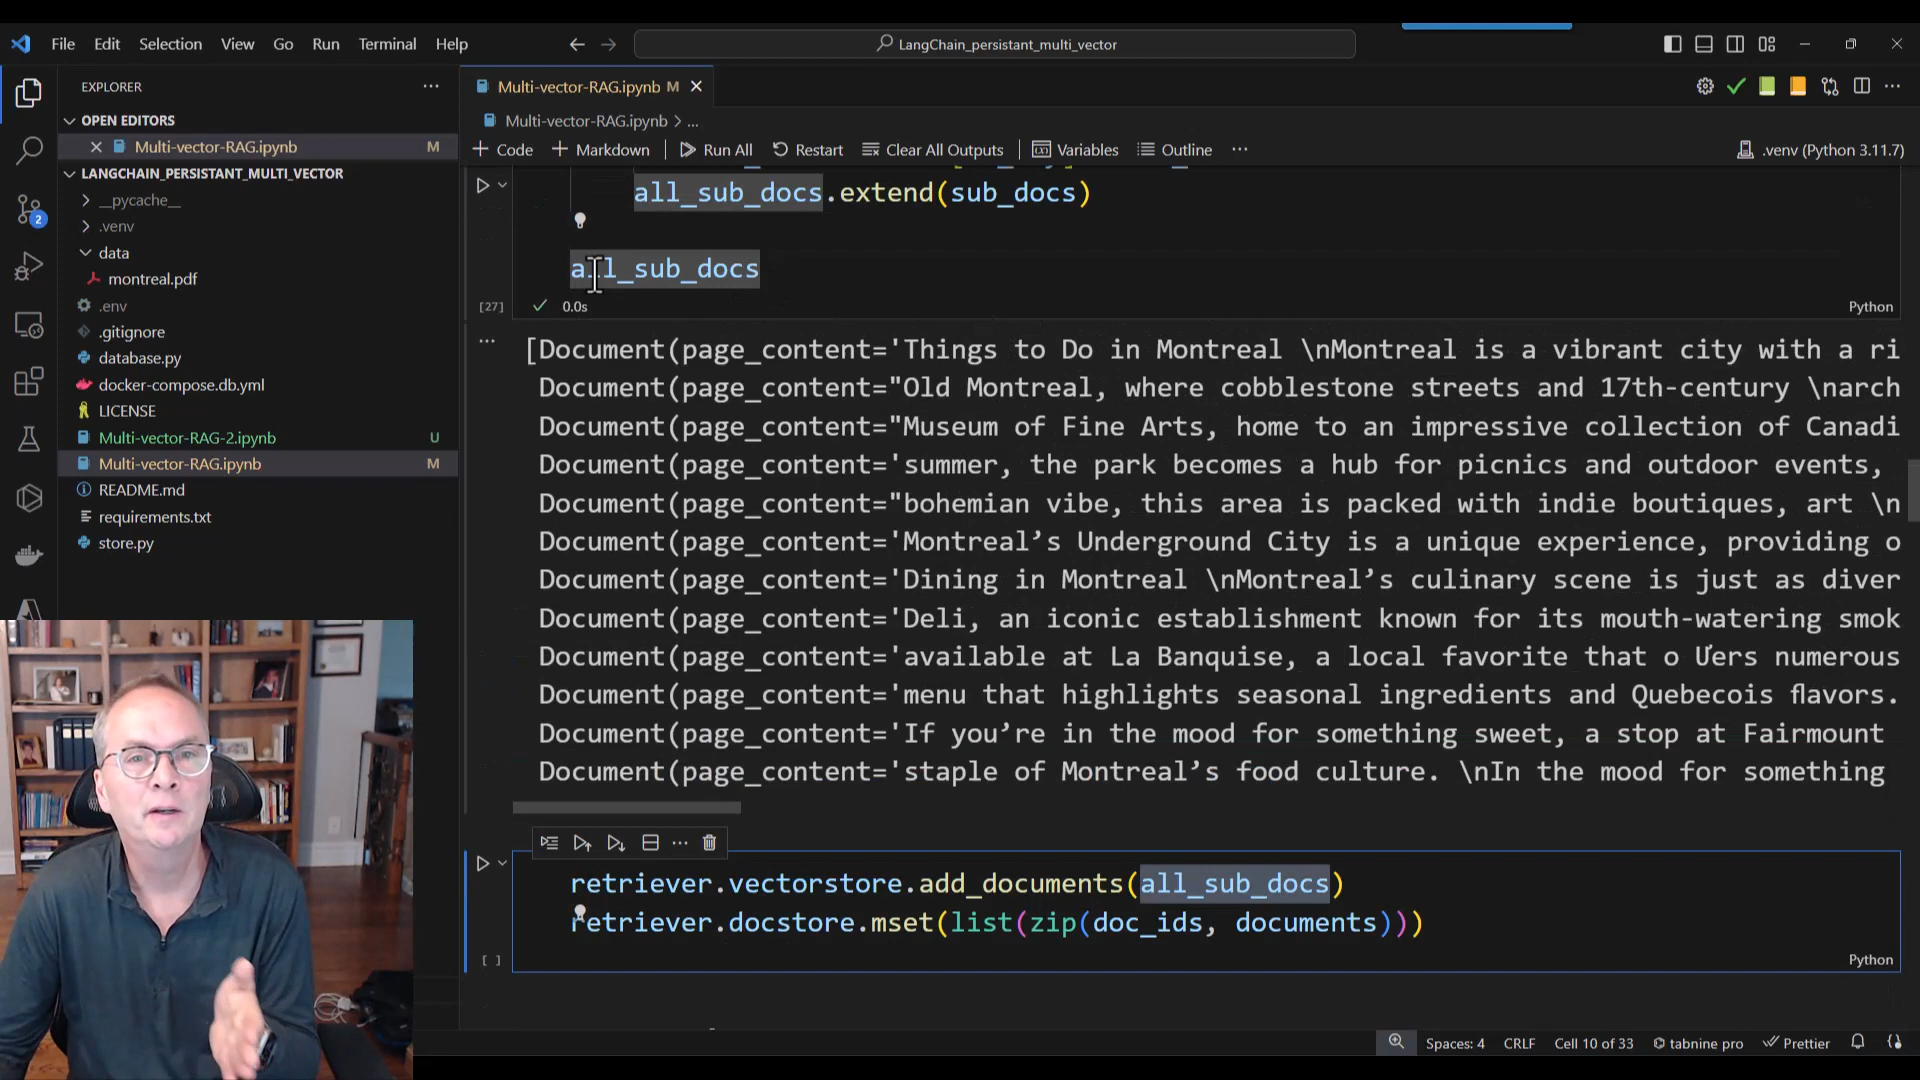 File Edit Selection View Go Run Terminal Help
LangChain_persistant_multi_vector
EXPLORER
OPEN EDITORS
Multi-vector-RAG.ipynb M
LANGCHAIN_PERSISTANT_MULTI_VECTOR
__pycache__
.venv
data
montreal.pdf
.env
.gitignore
database.py
docker-compose.db.yml
LICENSE
Multi-vector-RAG-2.ipynb U
Multi-vector-RAG.ipynb M
README.md
requirements.txt
store.py
2
Multi-vector-RAG.ipynb M
Multi-vector-RAG.ipynb > ...
+ Code + Markdown Run All Restart Clear All Outputs Variables Outline ...
.venv (Python 3.11.7)
all_sub_docs.extend(sub_docs)
all_sub_docs
[27] 0.0s Python
[Document(page_content='Things to Do in Montreal \nMontreal is a vibrant city with a ri
Document(page_content="Old Montreal, where cobblestone streets and 17th-century \narch
Document(page_content="Museum of Fine Arts, home to an impressive collection of Canadi
Document(page_content='summer, the park becomes a hub for picnics and outdoor events,
Document(page_content="bohemian vibe, this area is packed with indie boutiques, art \n
Document(page_content='Montreal’s Underground City is a unique experience, providing o
Document(page_content='Dining in Montreal \nMontreal’s culinary scene is just as diver
Document(page_content='Deli, an iconic establishment known for its mouth-watering smok
Document(page_content='available at La Banquise, a local favorite that o Ưers numerous
Document(page_content='menu that highlights seasonal ingredients and Quebecois flavors.
Document(page_content='If you’re in the mood for something sweet, a stop at Fairmount
Document(page_content='staple of Montreal’s food culture. \nIn the mood for something
retriever.vectorstore.add_documents(all_sub_docs)
retriever.docstore.mset(list(zip(doc_ids, documents)))
[ ] Python
Spaces: 4 CRLF Cell 10 of 33 tabnine pro Prettier